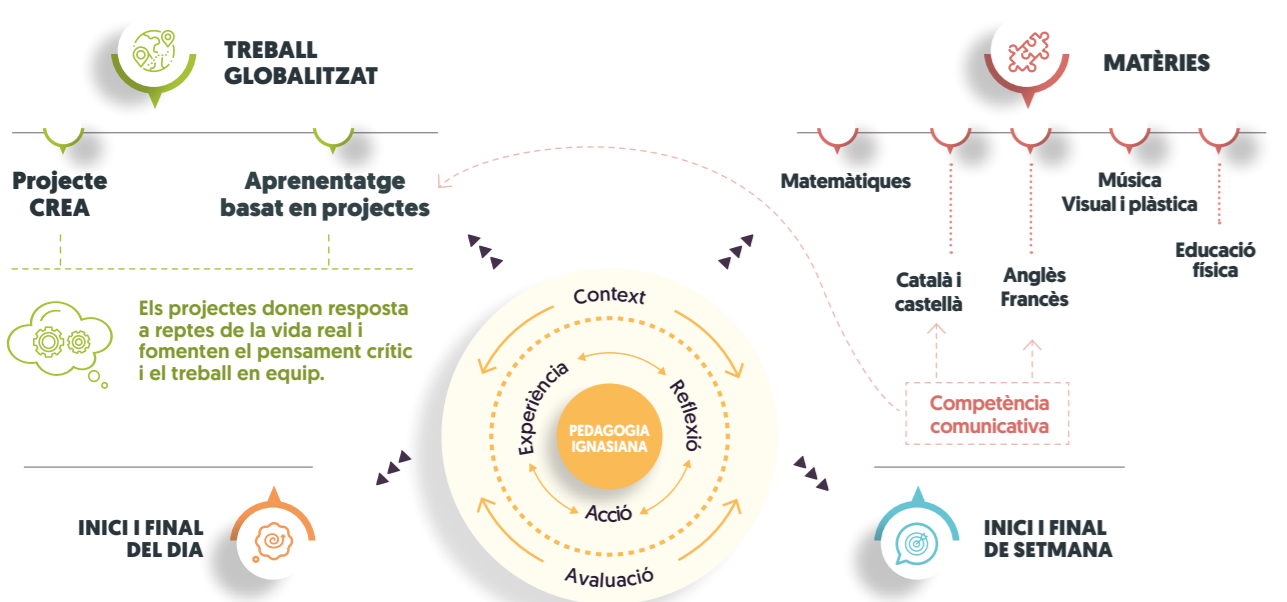 TREBALL
GLOBALITZAT
Projecte
CREA
Aprenentatge
basat en projectes
Els projectes donen resposta
a reptes de la vida real i
fomenten el pensament crític
i el treball en equip.
MATÈRIES
Matemàtiques
Català i
castellà
Anglès
Francès
Música
Visual i plàstica
Educació
física
Competència
comunicativa
Context
Experiència
Reflexió
PEDAGOGIA
IGNASIANA
Acció
Avaluació
INICI I FINAL
DEL DIA
INICI I FINAL
DE SETMANA